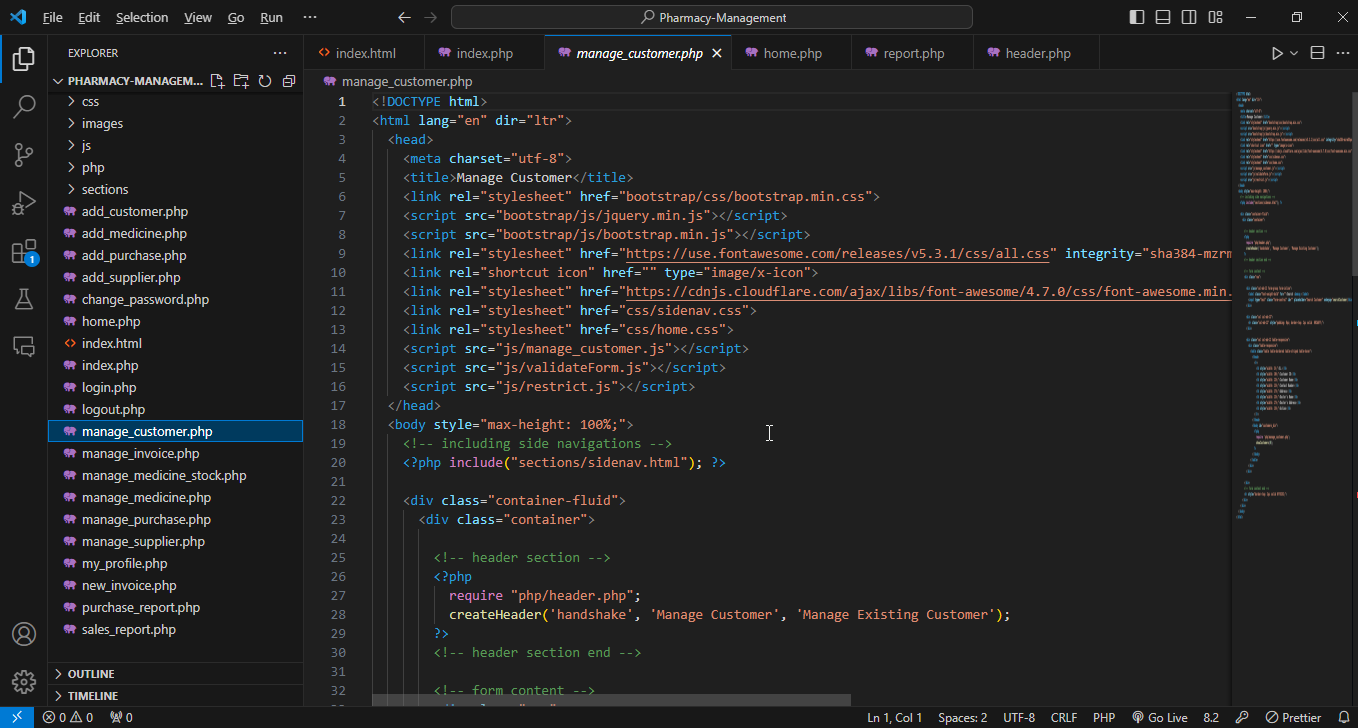 File Edit Selection View Go Run ···
Pharmacy-Management
EXPLORER
PHARMACY-MANAGEM...
css
images
js
php
sections
add_customer.php
add_medicine.php
add_purchase.php
add_supplier.php
change_password.php
home.php
index.html
index.php
login.php
logout.php
manage_customer.php
manage_invoice.php
manage_medicine_stock.php
manage_medicine.php
manage_purchase.php
manage_supplier.php
my_profile.php
new_invoice.php
purchase_report.php
sales_report.php
OUTLINE
TIMELINE
1
index.html index.php manage_customer.php home.php report.php header.php
manage_customer.php
1 <!DOCTYPE html>
2 <html lang="en" dir="ltr">
3 <head>
4 <meta charset="utf-8">
5 <title>Manage Customer</title>
6 <link rel="stylesheet" href="bootstrap/css/bootstrap.min.css">
7 <script src="bootstrap/js/jquery.min.js"></script>
8 <script src="bootstrap/js/bootstrap.min.js"></script>
9 <link rel="stylesheet" href="https://use.fontawesome.com/releases/v5.3.1/css/all.css" integrity="sha384-mzrm
10 <link rel="shortcut icon" href="" type="image/x-icon">
11 <link rel="stylesheet" href="https://cdnjs.cloudflare.com/ajax/libs/font-awesome/4.7.0/css/font-awesome.min.
12 <link rel="stylesheet" href="css/sidenav.css">
13 <link rel="stylesheet" href="css/home.css">
14 <script src="js/manage_customer.js"></script>
15 <script src="js/validateForm.js"></script>
16 <script src="js/restrict.js"></script>
17 </head>
18 <body style="max-height: 100%;">
19 <!-- including side navigations -->
20 <?php include("sections/sidenav.html"); ?>
21
22 <div class="container-fluid">
23 <div class="container">
24
25 <!-- header section -->
26 <?php
27 require "php/header.php";
28 createHeader('handshake', 'Manage Customer', 'Manage Existing Customer');
29 ?>
30 <!-- header section end -->
31
32 <!-- form content -->
0 0 0 Ln 1, Col 1 Spaces: 2 UTF-8 CRLF PHP Go Live 8.2 Prettier